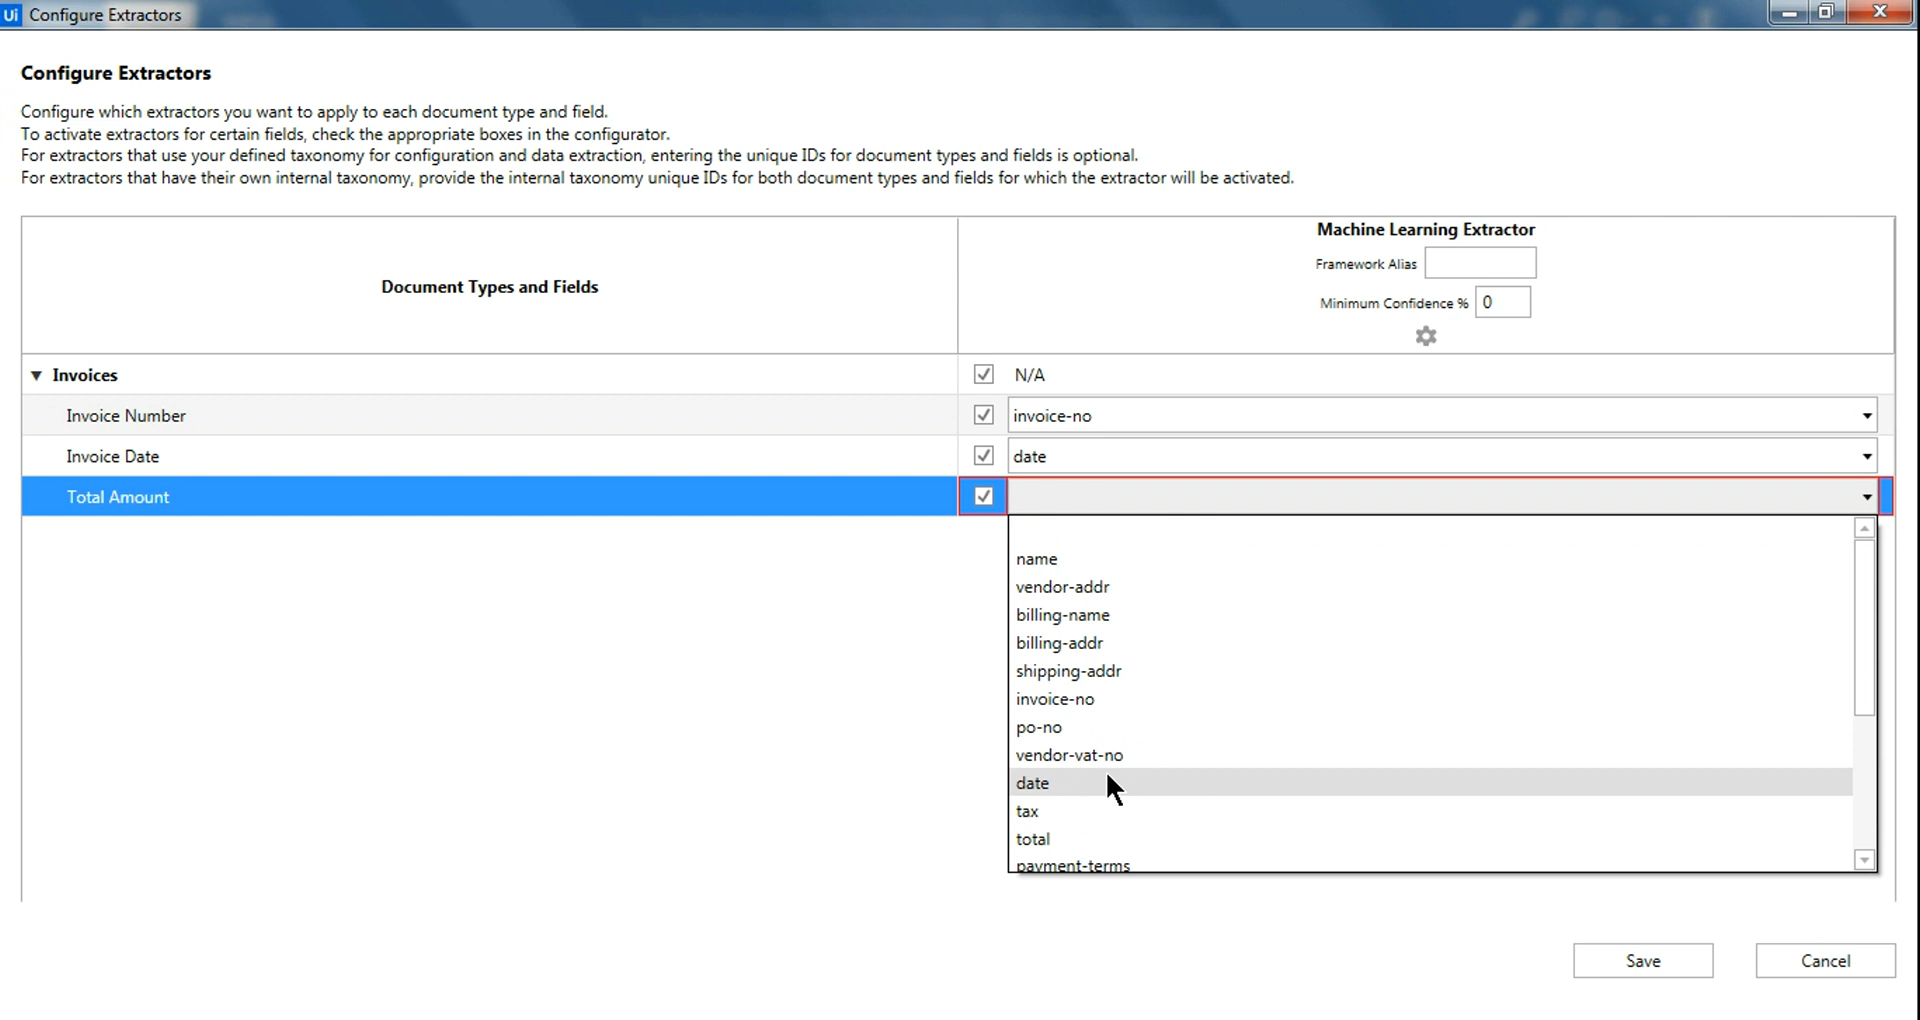 Ui Configure Extractors
Configure Extractors
Configure which extractors you want to apply to each document type and field.
To activate extractors for certain fields, check the appropriate boxes in the configurator.
For extractors that use your defined taxonomy for configuration and data extraction, entering the unique IDs for document types and fields is optional.
For extractors that have their own internal taxonomy, provide the internal taxonomy unique IDs for both document types and fields for which the extractor will be activated.
Document Types and Fields
Machine Learning Extractor
Framework Alias
Minimum Confidence % 0
Invoices N/A
Invoice Number invoice-no
Invoice Date date
Total Amount
name
vendor-addr
billing-name
billing-addr
shipping-addr
invoice-no
po-no
vendor-vat-no
date
tax
total
payment-terms
Save Cancel